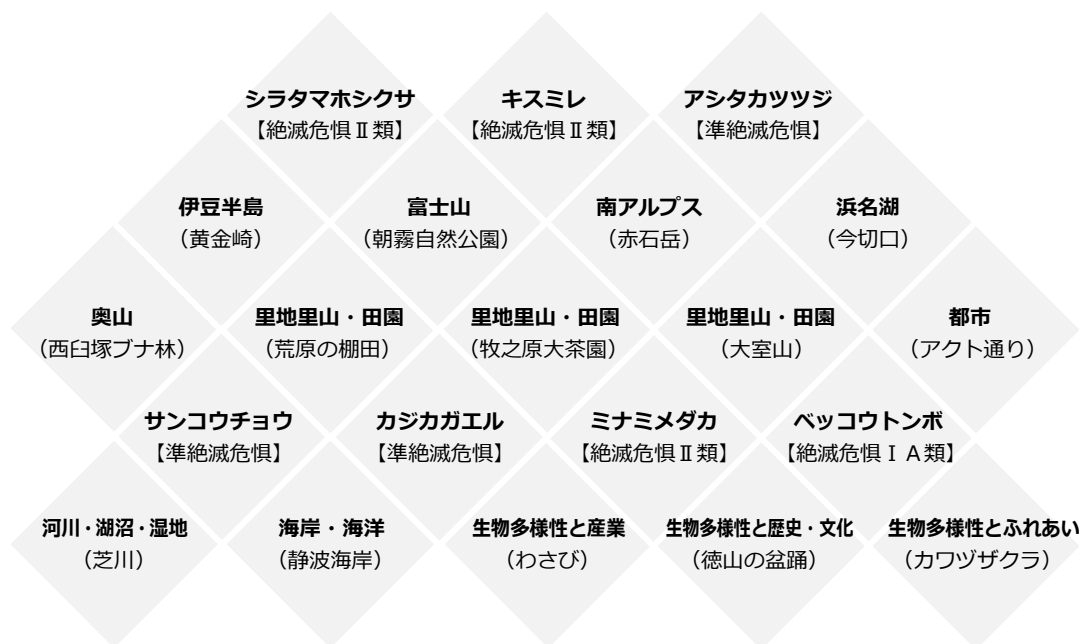 シラタマホシクサ
【絶滅危惧Ⅱ類】
キスミレ
【絶滅危惧Ⅱ類】
アシタカツツジ
【準絶滅危惧】
伊豆半島
（黄金崎）
富士山
（朝霧自然公園）
南アルプス
（赤石岳）
浜名湖
（今切口）
奥山
（西臼塚ブナ林）
里地里山・田園
（荒原の棚田）
里地里山・田園
（牧之原大茶園）
里地里山・田園
（大室山）
都市
（アクト通り）
サンコウチョウ
【準絶滅危惧】
カジカガエル
【準絶滅危惧】
ミナミメダカ
【絶滅危惧Ⅱ類】
ベッコウトンボ
【絶滅危惧ⅠA類】
河川・湖沼・湿地
（芝川）
海岸・海洋
（静波海岸）
生物多様性と産業
（わさび）
生物多様性と歴史・文化
（徳山の盆踊）
生物多様性とふれあい
（カワヅザクラ）